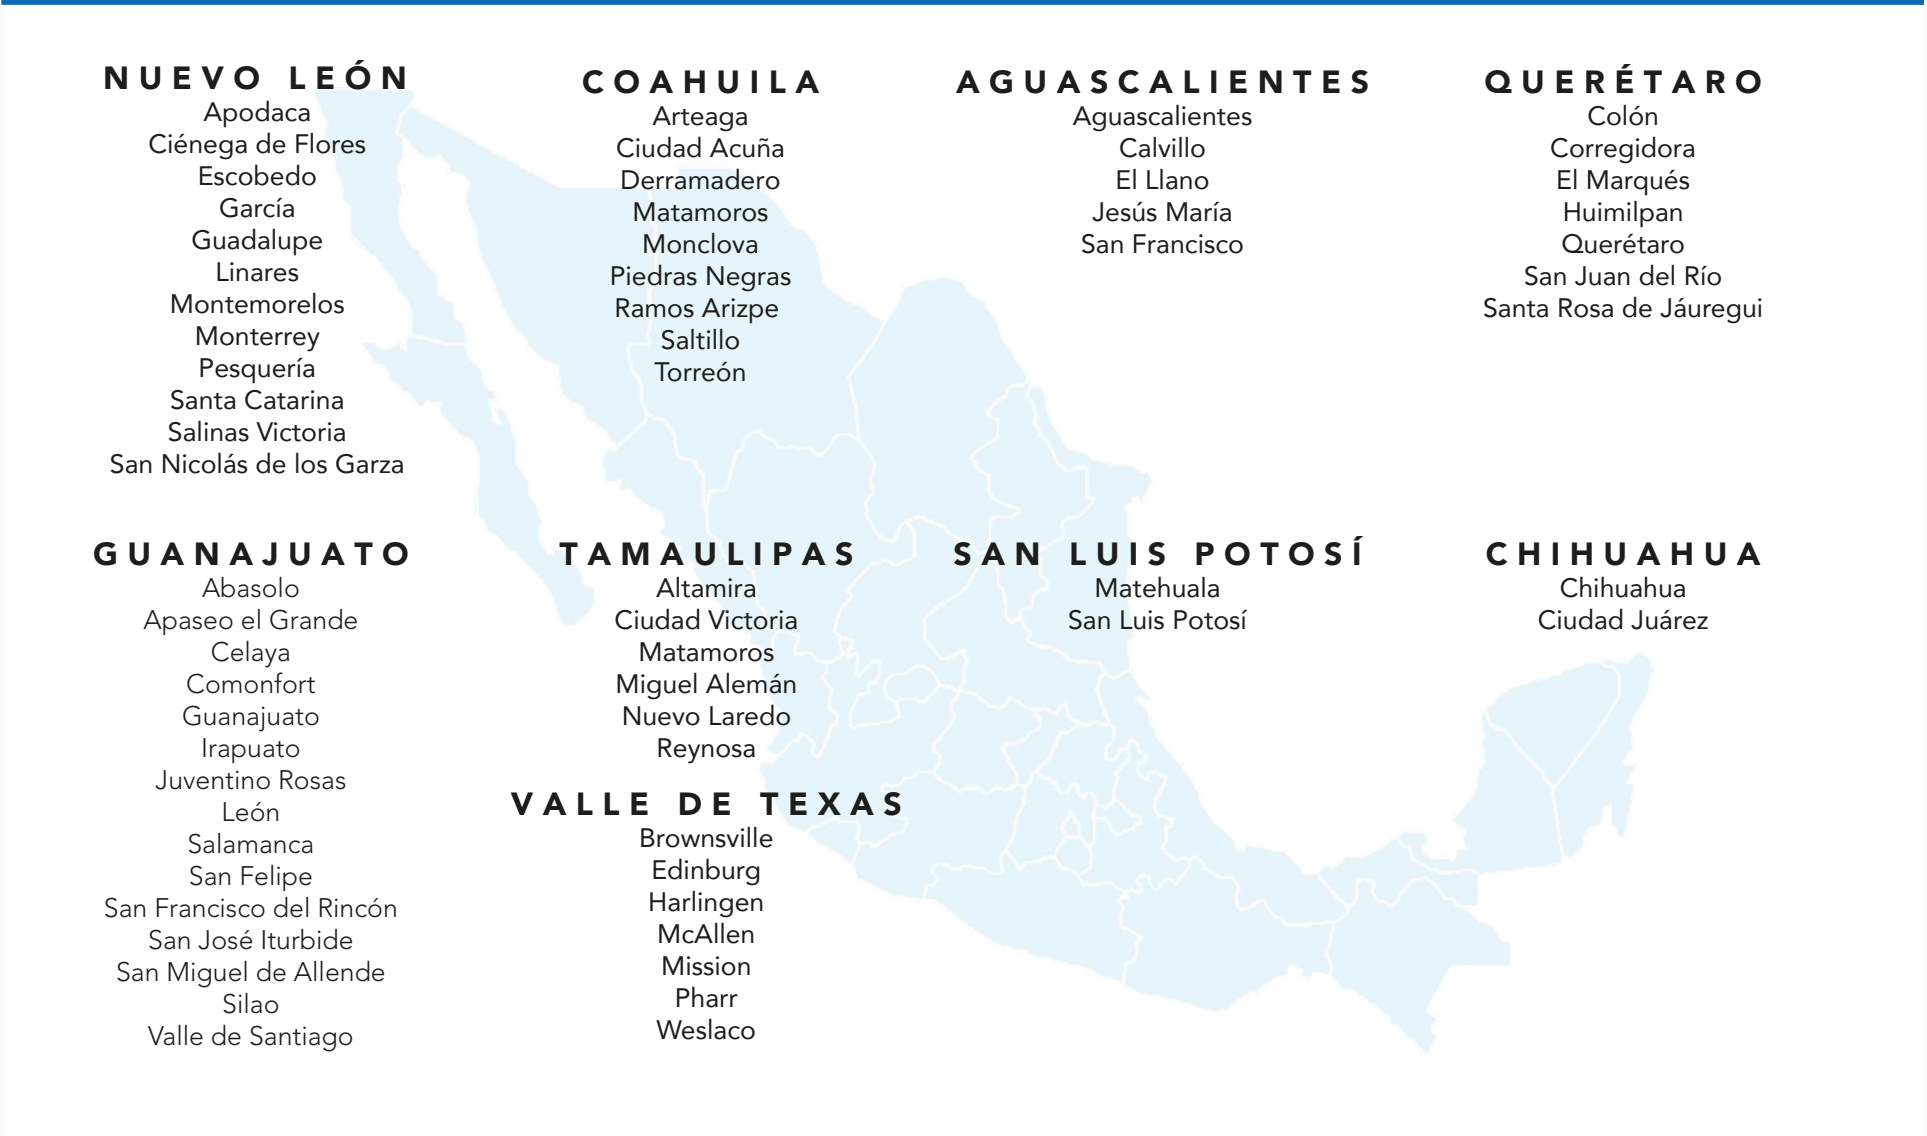 NUEVO LEÓN
Apodaca
Ciénega de Flores
Escobedo
García
Guadalupe
Linares
Montemorelos
Monterrey
Pesquería
Santa Catarina
Salinas Victoria
San Nicolás de los Garza
COAHUILA
Arteaga
Ciudad Acuña
Derramadero
Matamoros
Monclova
Piedras Negras
Ramos Arizpe
Saltillo
Torreón
AGUASCALIENTES
Aguascalientes
Calvillo
El Llano
Jesús María
San Francisco
QUERÉTARO
Colón
Corregidora
El Marqués
Huimilpan
Querétaro
San Juan del Río
Santa Rosa de Jáuregui
GUANAJUATO
Abasolo
Apaseo el Grande
Celaya
Comonfort
Guanajuato
Irapuato
Juventino Rosas
León
Salamanca
San Felipe
San Francisco del Rincón
San José Iturbide
San Miguel de Allende
Silao
Valle de Santiago
TAMAULIPAS
Altamira
Ciudad Victoria
Matamoros
Miguel Alemán
Nuevo Laredo
Reynosa
VALLE DE TEXAS
Brownsville
Edinburg
Harlingen
McAllen
Mission
Pharr
Weslaco
SAN LUIS POTOSÍ
Matehuala
San Luis Potosí
CHIHUAHUA
Chihuahua
Ciudad Juárez